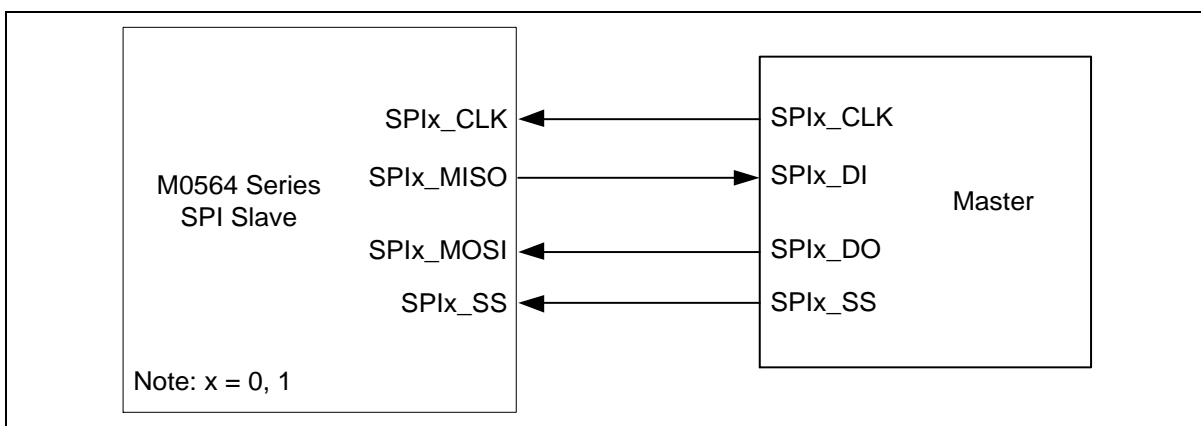 SPIx_CLK
SPIx_CLK
SPIx_MISO
SPIx_DI
M0564 Series
SPI Slave
Master
SPIx_MOSI
SPIx_DO
SPIx_SS
SPIx_SS
Note: x = 0, 1